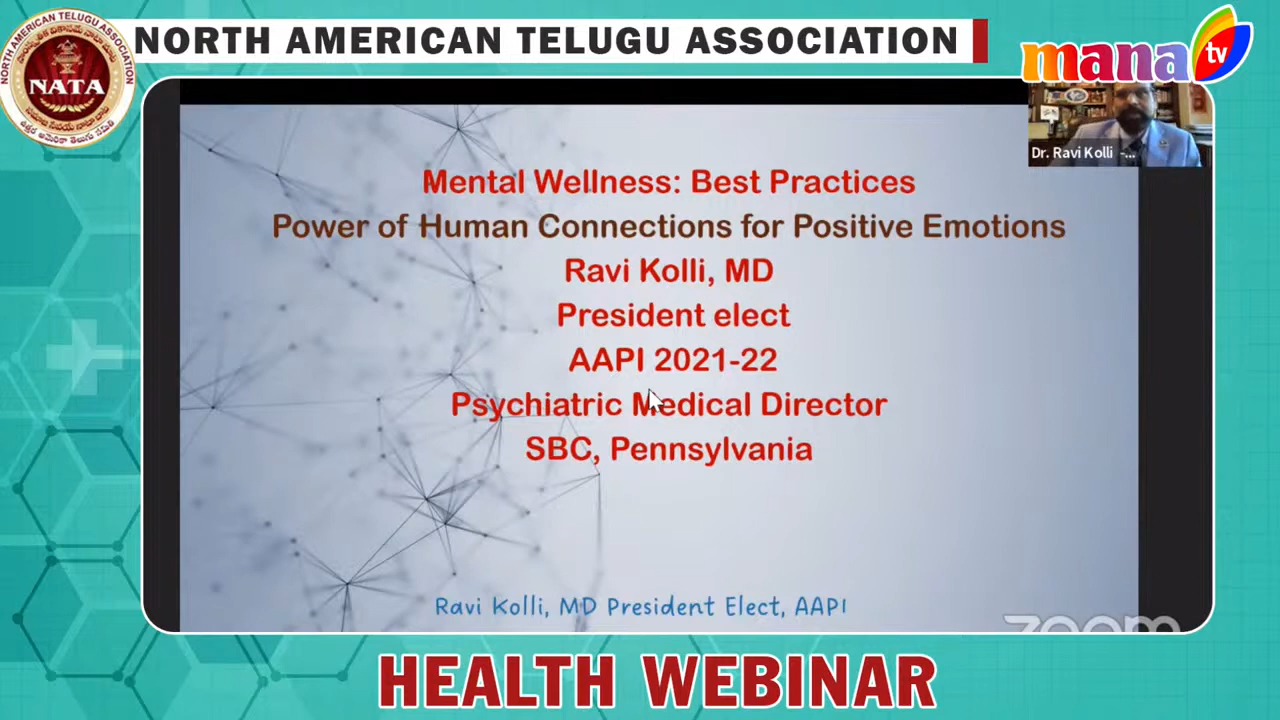 NORTH AMERICAN TELUGU ASSOCIATION
NORTH AMERICAN TELUGU ASSOCIATION
NATA
mana tv
Dr. Ravi Kolli -...
Mental Wellness: Best Practices
Power of Human Connections for Positive Emotions
Ravi Kolli, MD
President elect
AAPI 2021-22
Psychiatric Medical Director
SBC, Pennsylvania
Ravi Kolli, MD President Elect, AAPI
zoom
HEALTH WEBINAR